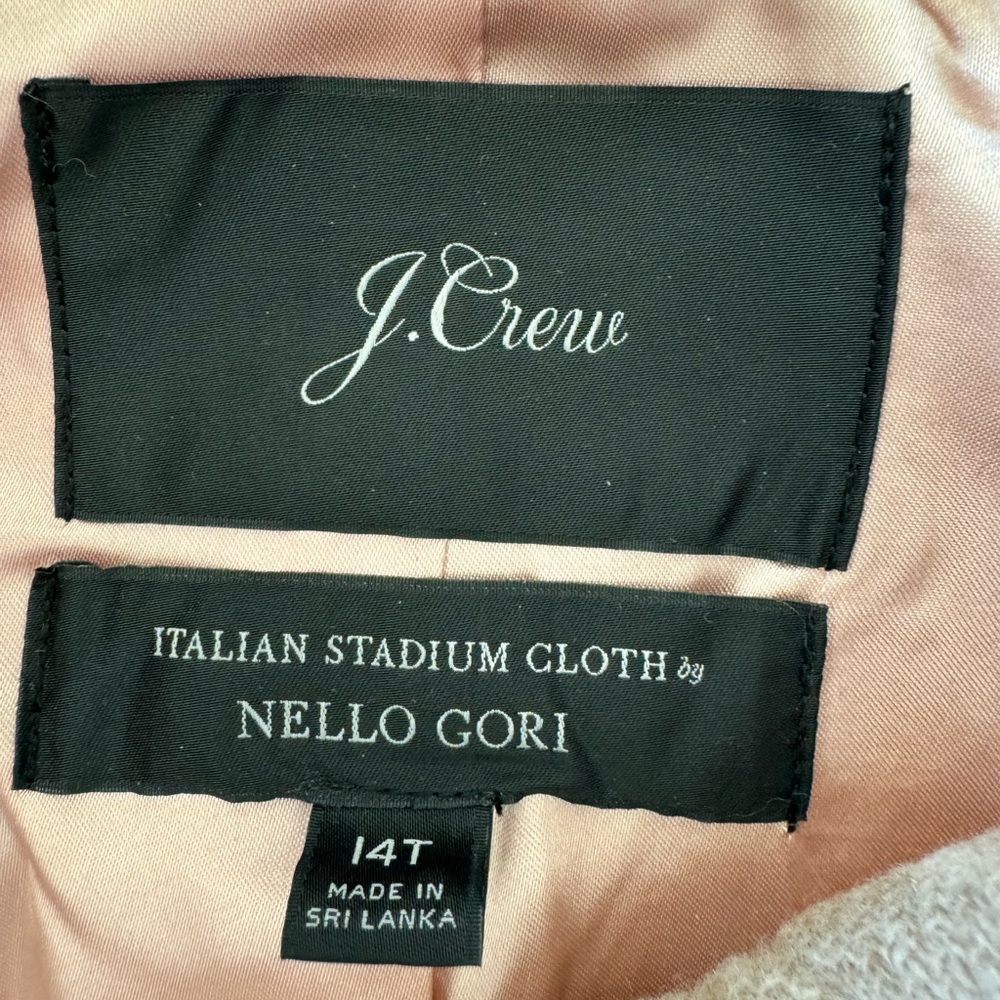 J.Crew
ITALIAN STADIUM CLOTH by
NELLO GORI
14T
MADE IN
SRI LANKA